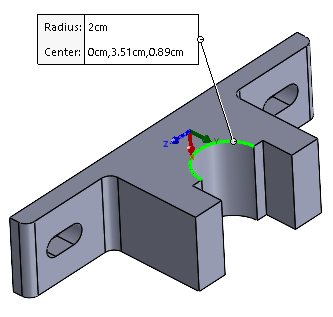 Radius: 2cm
Center: 0cm,3.51cm,0.89cm
Z Y